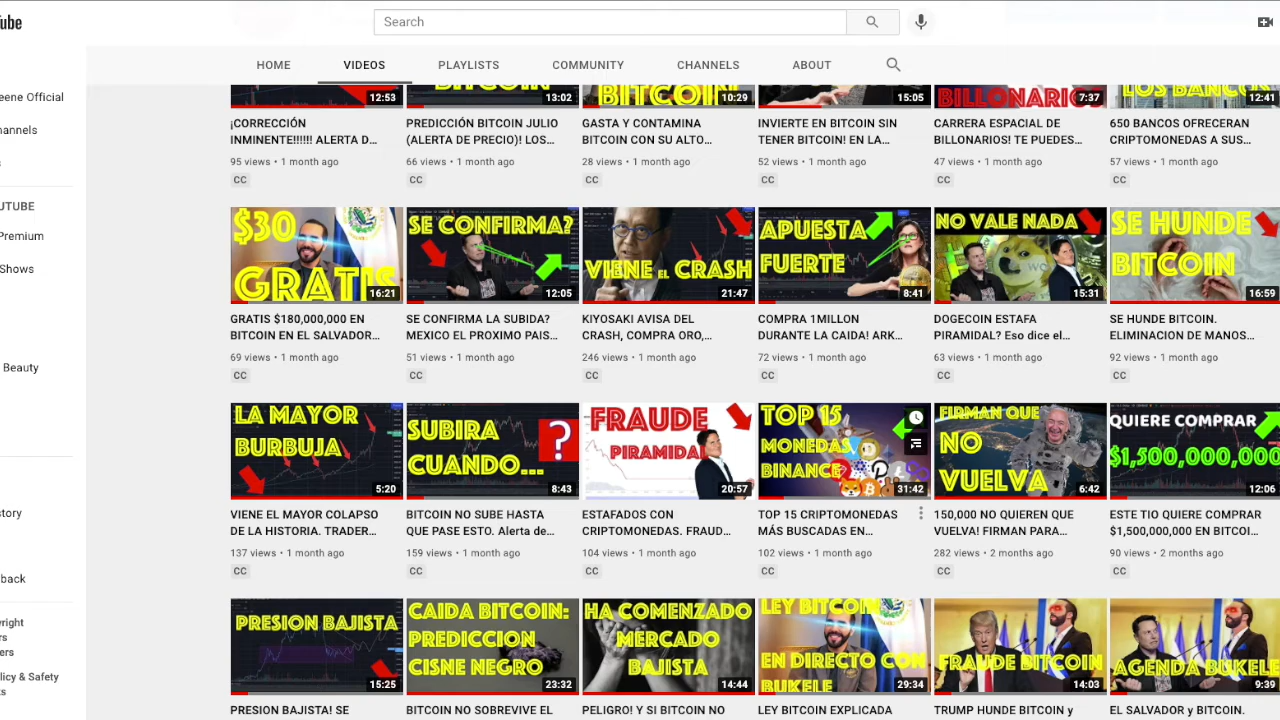 ube
Search
HOME
VIDEOS
PLAYLISTS
COMMUNITY
CHANNELS
ABOUT
eene Official
annels
UTUBE
Premium
Shows
Beauty
story
back
right
rs
ers
licy & Safety
ks
12:53
13:02
BITCOIN!
10:29
15:05
BILLONARIOS
7:37
LOS BANCOS
12:41
¡CORRECCIÓN
INMINENTE!!!!!! ALERTA D...
95 views • 1 month ago
CC
PREDICCIÓN BITCOIN JULIO
(ALERTA DE PRECIO)! LOS...
66 views • 1 month ago
CC
GASTA Y CONTAMINA
BITCOIN CON SU ALTO...
28 views • 1 month ago
CC
INVIERTE EN BITCOIN SIN
TENER BITCOIN! EN LA...
52 views • 1 month ago
CC
CARRERA ESPACIAL DE
BILLONARIOS! TE PUEDES...
47 views • 1 month ago
CC
650 BANCOS OFRECERAN
CRIPTOMONEDAS A SUS...
57 views • 1 month ago
CC
$30
GRATIS
16:21
GRATIS $180,000,000 EN
BITCOIN EN EL SALVADOR...
69 views • 1 month ago
CC
SE CONFIRMA?
12:05
SE CONFIRMA LA SUBIDA?
MEXICO EL PROXIMO PAIS...
51 views • 1 month ago
CC
VIENE EL CRASH
21:47
KIYOSAKI AVISA DEL
CRASH, COMPRA ORO,...
246 views • 1 month ago
CC
APUESTA
FUERTE
8:41
COMPRA 1MILLON
DURANTE LA CAIDA! ARK...
72 views • 1 month ago
CC
NO VALE NADA
WOW
15:31
DOGECOIN ESTAFA
PIRAMIDAL? Eso dice el...
63 views • 1 month ago
CC
SE HUNDE
BITCOIN
16:59
SE HUNDE BITCOIN.
ELIMINACION DE MANOS...
92 views • 1 month ago
CC
LA MAYOR
BURBUJA
5:20
VIENE EL MAYOR COLAPSO
DE LA HISTORIA. TRADER...
137 views • 1 month ago
CC
SUBIRA
CUANDO...
?
8:43
BITCOIN NO SUBE HASTA
QUE PASE ESTO. Alerta de...
159 views • 1 month ago
CC
FRAUDE
PIRAMIDAL
20:57
ESTAFADOS CON
CRIPTOMONEDAS. FRAUD...
104 views • 1 month ago
CC
TOP 15
MONEDAS
BINANCE
31:42
TOP 15 CRIPTOMONEDAS
MÁS BUSCADAS EN...
102 views • 1 month ago
CC
FIRMAN QUE
NO
VUELVA
6:42
150,000 NO QUIEREN QUE
VUELVA! FIRMAN PARA...
282 views • 2 months ago
CC
QUIERE COMPRAR
$1,500,000,000
12:06
ESTE TIO QUIERE COMPRAR
$1,500,000,000 EN BITCOI...
90 views • 2 months ago
CC
PRESION BAJISTA
15:25
PRESION BAJISTA! SE
CAIDA BITCOIN:
PREDICCION
CISNE NEGRO
23:32
BITCOIN NO SOBREVIVE EL
HA COMENZADO
MERCADO
BAJISTA
14:44
PELIGRO! Y SI BITCOIN NO
LEY BITCOIN
EN DIRECTO CON
BUKELE
29:34
LEY BITCOIN EXPLICADA
FRAUDE BITCOIN
14:03
TRUMP HUNDE BITCOIN y
AGENDA BUKELE
9:39
EL SALVADOR y BITCOIN.